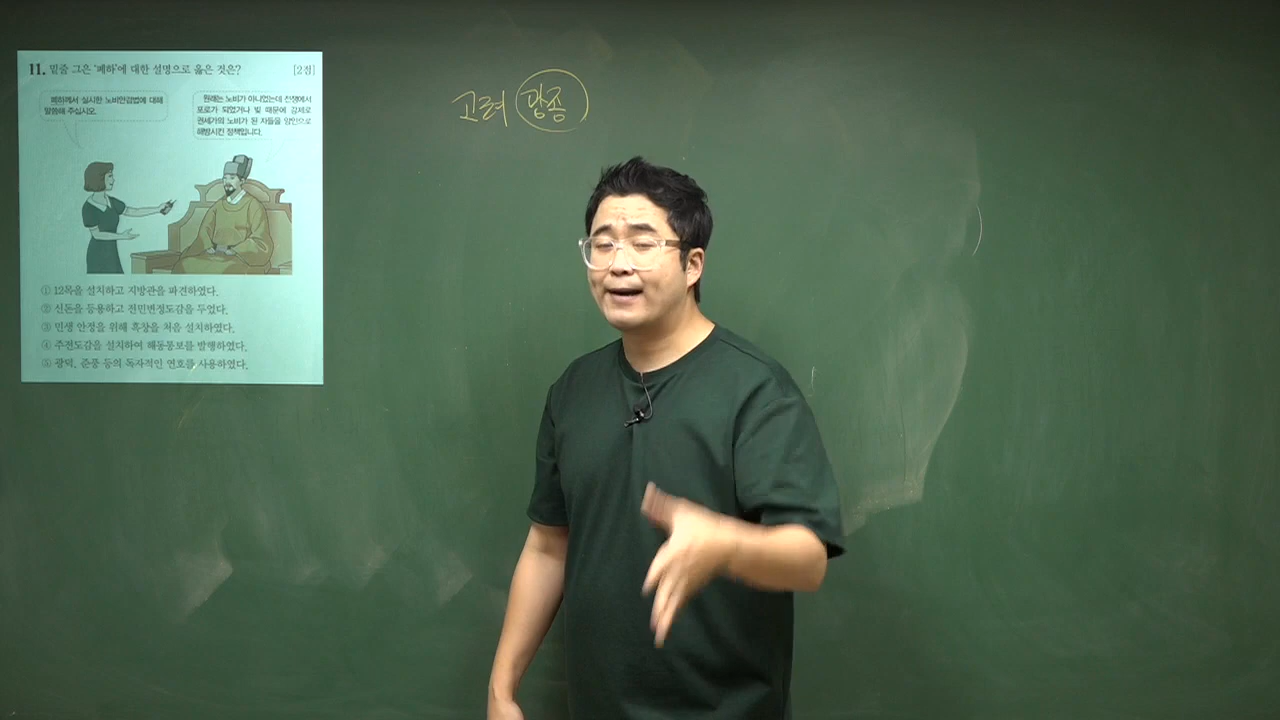 11. 밑줄 그은 '폐하'에 대한 설명으로 옳은 것은? [2점]
폐하께서 실시한 노비안검법에 대해
말씀해 주십시오.
원래는 노비가 아니었는데 전쟁에서
포로가 되었거나 빚 때문에 강제로
권세가의 노비가 된 자들을 양인으로
해방시킨 정책입니다.
① 12목을 설치하고 지방관을 파견하였다.
② 신돈을 등용하고 전민변정도감을 두었다.
③ 민생 안정을 위해 흑창을 처음 설치하였다.
④ 주전도감을 설치하여 해동통보를 발행하였다.
⑤ 광덕, 준풍 등의 독자적인 연호를 사용하였다.
고려 광종